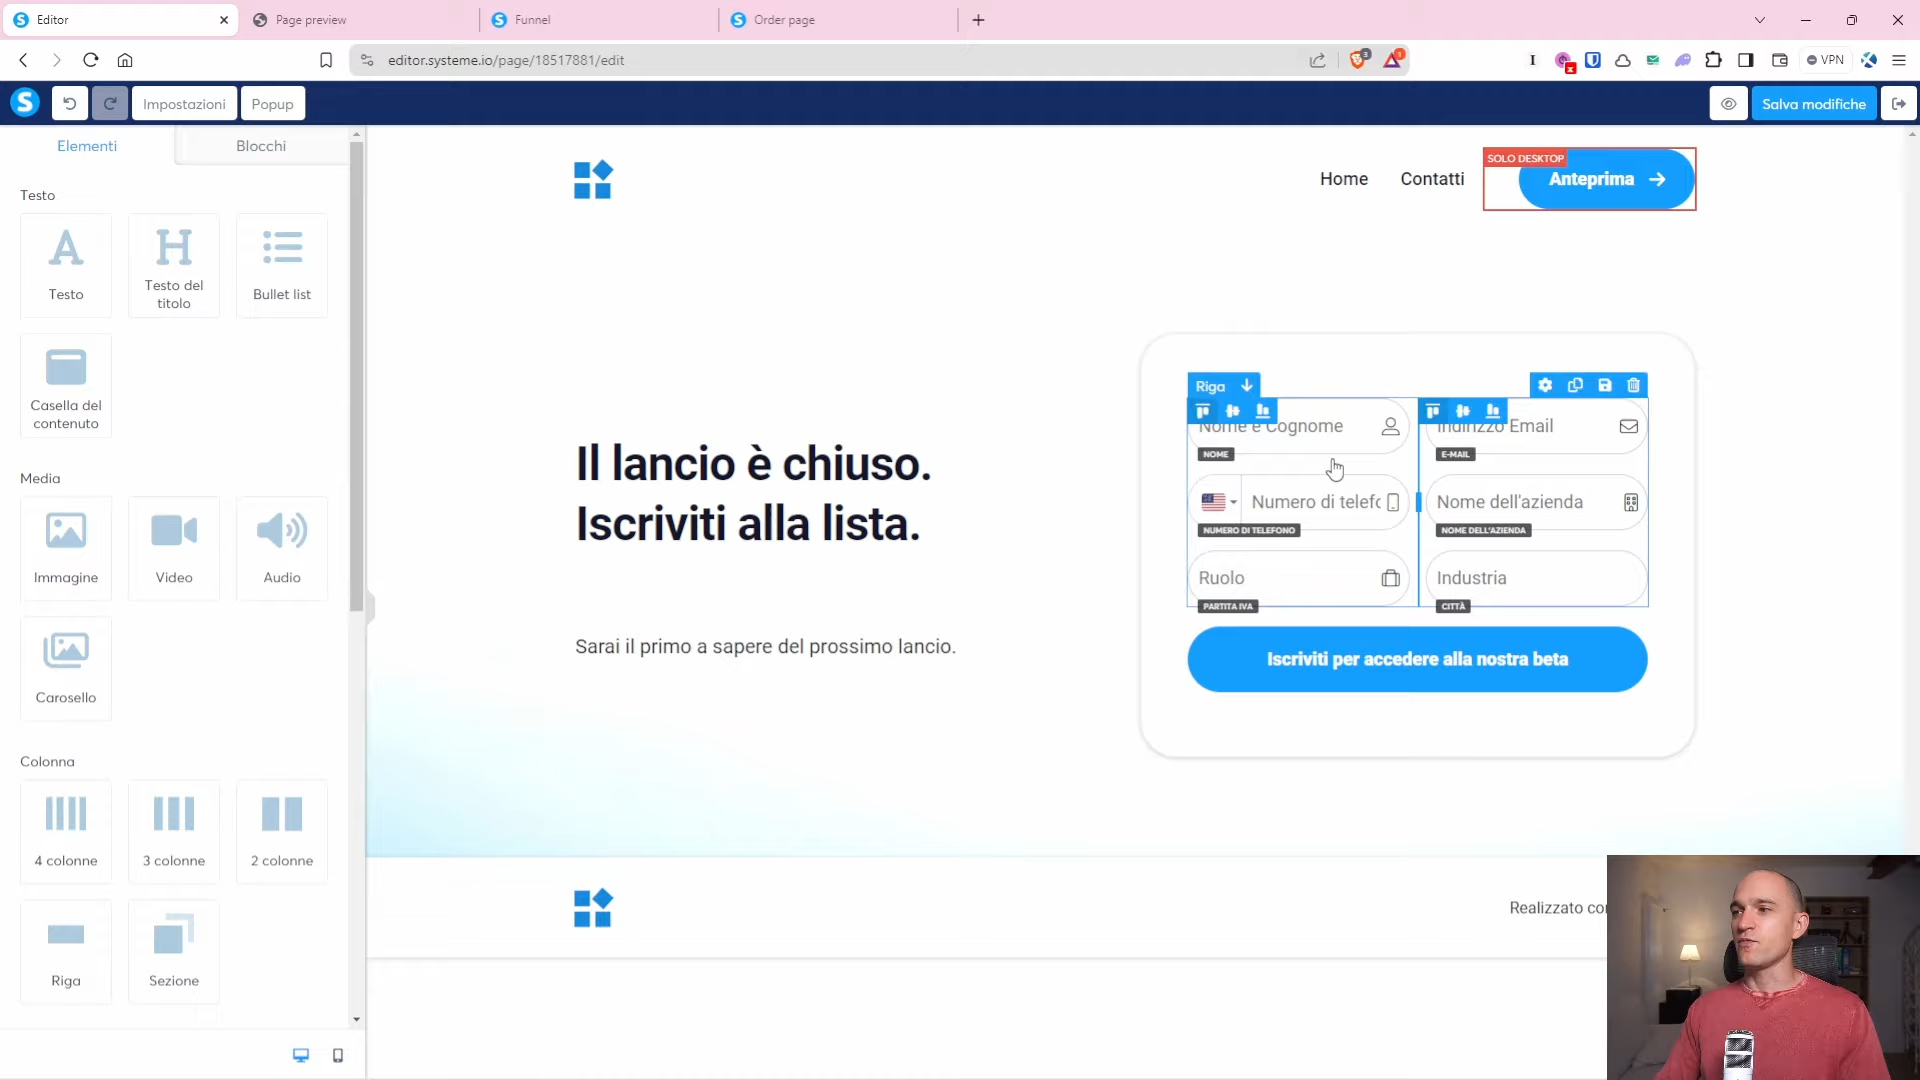 Editor
Page preview
Funnel
Order page
editor.systeme.io/page/18517881/edit
VPN
Impostazioni
Popup
Salva modifiche
Elementi
Blocchi
Testo
Testo
Testo del
titolo
Bullet list
Casella del
contenuto
Media
Immagine
Video
Audio
Carosello
Colonna
4 colonne
3 colonne
2 colonne
Riga
Sezione
Home
Contatti
SOLO DESKTOP
Anteprima
Il lancio è chiuso.
Iscriviti alla lista.
Sarai il primo a sapere del prossimo lancio.
Riga
Nome e Cognome
NOME
Indirizzo Email
E-MAIL
Numero di telefo
NUMERO DI TELEFONO
Nome dell'azienda
NOME DELL'AZIENDA
Ruolo
PARTITA IVA
Industria
CITTÀ
Iscriviti per accedere alla nostra beta
Realizzato co